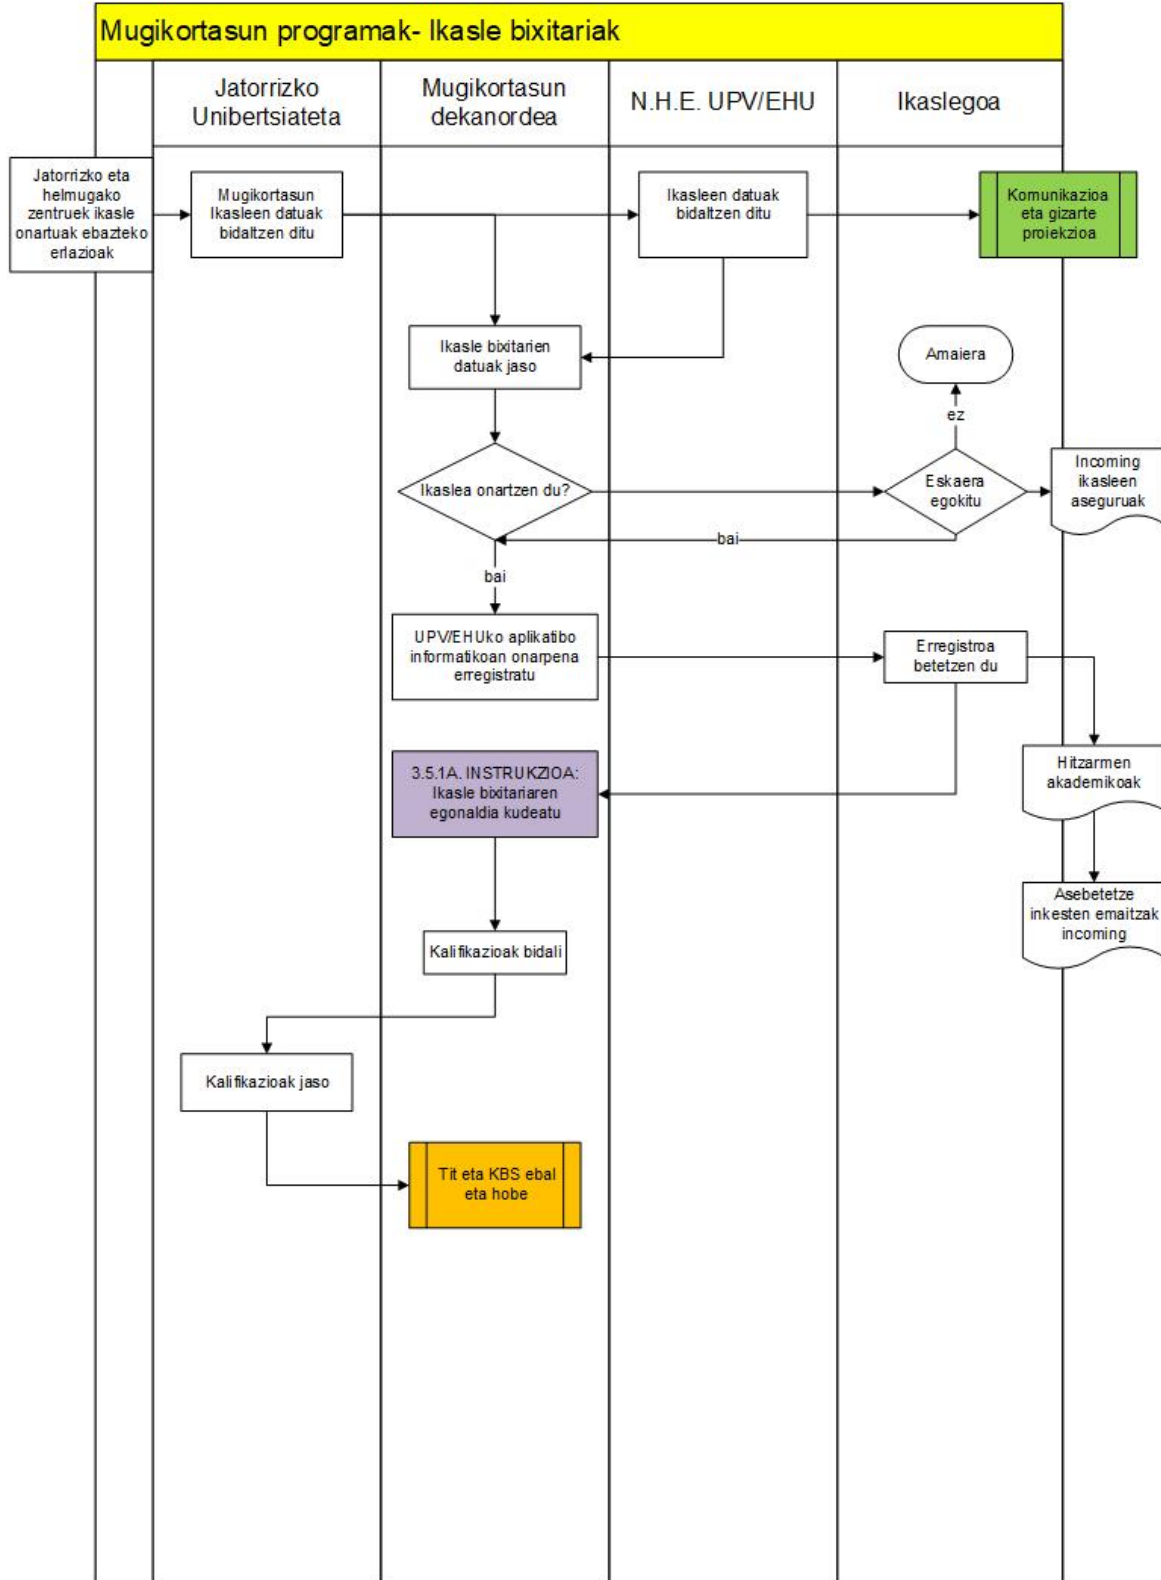 Mugikortasun programak- Ikasle bixitariak
Jatorrizko
Unibertsiateta
Mugikortasun
dekanordea
N.H.E. UPV/EHU
Ikaslegoa
Jatorrizko eta
helmugako
zentruek ikasle
onartuak ebazteko
erlazioak
Mugikortasun
Ikasleen datuak
bidaltzen ditu
Ikasleen datuak
bidaltzen ditu
Komunikazioa
eta gizarte
proiekzioa
Ikasle bixitarien
datuak jaso
Amaiera
ez
Ikaslea onartzen du?
Eskaera
egokitu
Incoming
ikasleen
aseguruak
bai
bai
UPV/EHUko aplikatibo
informatikoan onarpena
erregistratu
Erregistroa
betetzen du
3.5.1A. INSTRUKZIOA:
Ikasle bixitariaren
egonaldia kudeatu
Hitzarmen
akademikoak
Asebetetze
inkesten emaitzak
incoming
Kalifikazioak bidali
Kalifikazioak jaso
Tit eta KBS ebal
eta hobe